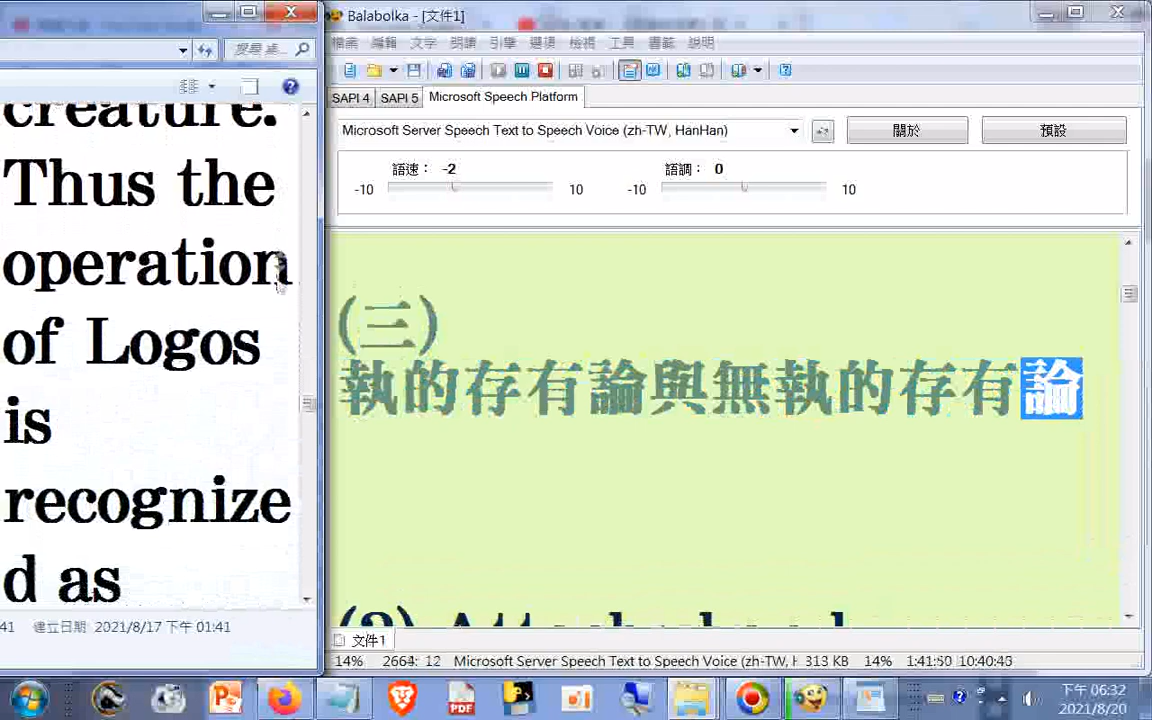 creature.
Thus the
operation
of Logos
is
recognize
d as
41 建立日期: 2021/8/17 下午 01:41
搜尋 桌...
Balabolka - [文件1]
檔案 編輯 文字 朗讀 引擎 選項 檢視 工具 書籤 說明
SAPI 4 SAPI 5 Microsoft Speech Platform
Microsoft Server Speech Text to Speech Voice (zh-TW, HanHan) 關於 預設
語速: -2 語調: 0
-10 10 -10 10
(三)
執的存有論與無執的存有論
文件1
14% 2664: 12 Microsoft Server Speech Text to Speech Voice (zh-TW, H 313 KB 14% 1:41:50 10:40:45
下午 06:32
2021/8/20